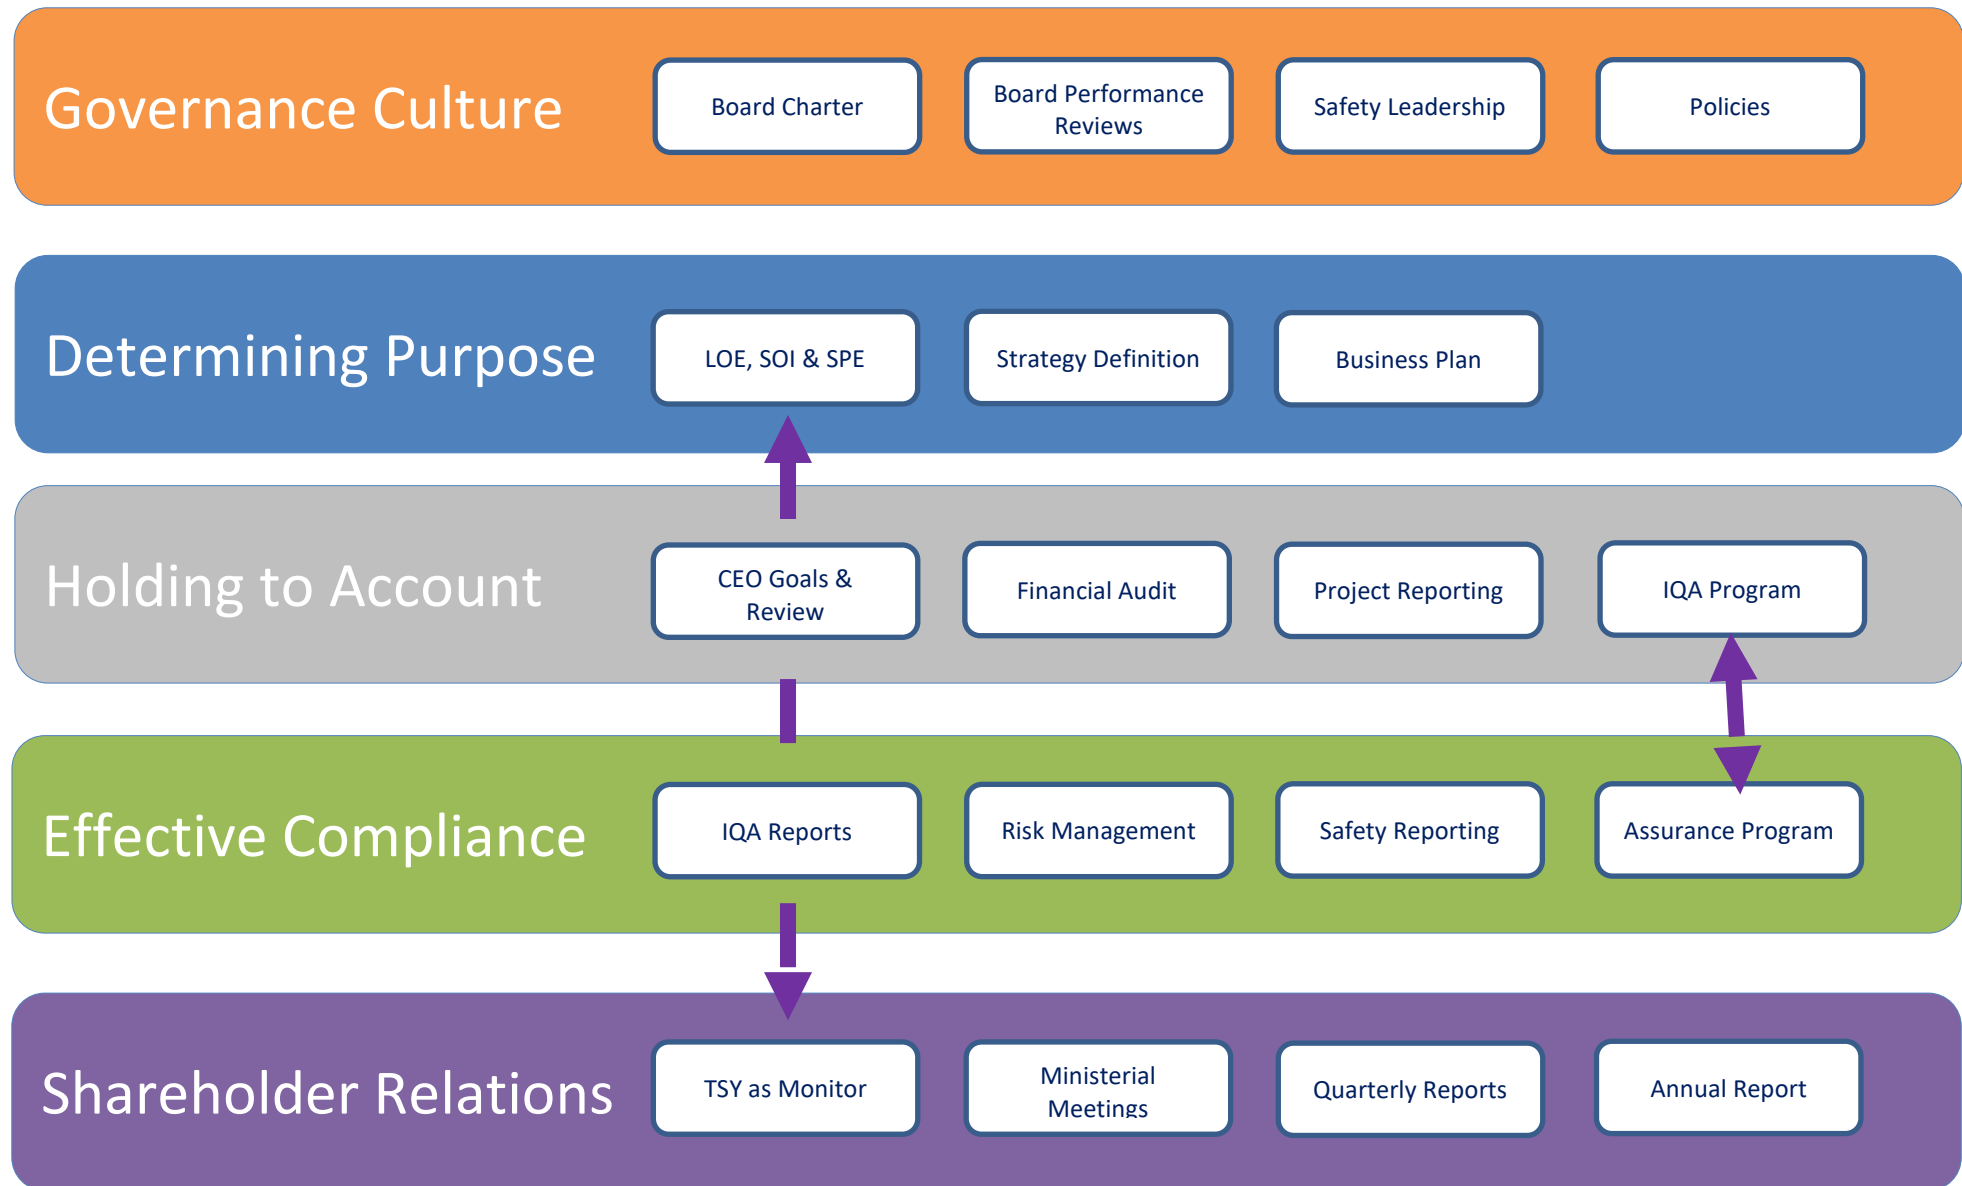 Governance Culture
Board Charter
Board Performance
Reviews
Safety Leadership
Policies
Determining Purpose
LOE, SOI & SPE
Strategy Definition
Business Plan
Holding to Account
CEO Goals &
Review
Financial Audit
Project Reporting
IQA Program
Effective Compliance
IQA Reports
Risk Management
Safety Reporting
Assurance Program
Shareholder Relations
TSY as Monitor
Ministerial
Meetings
Quarterly Reports
Annual Report